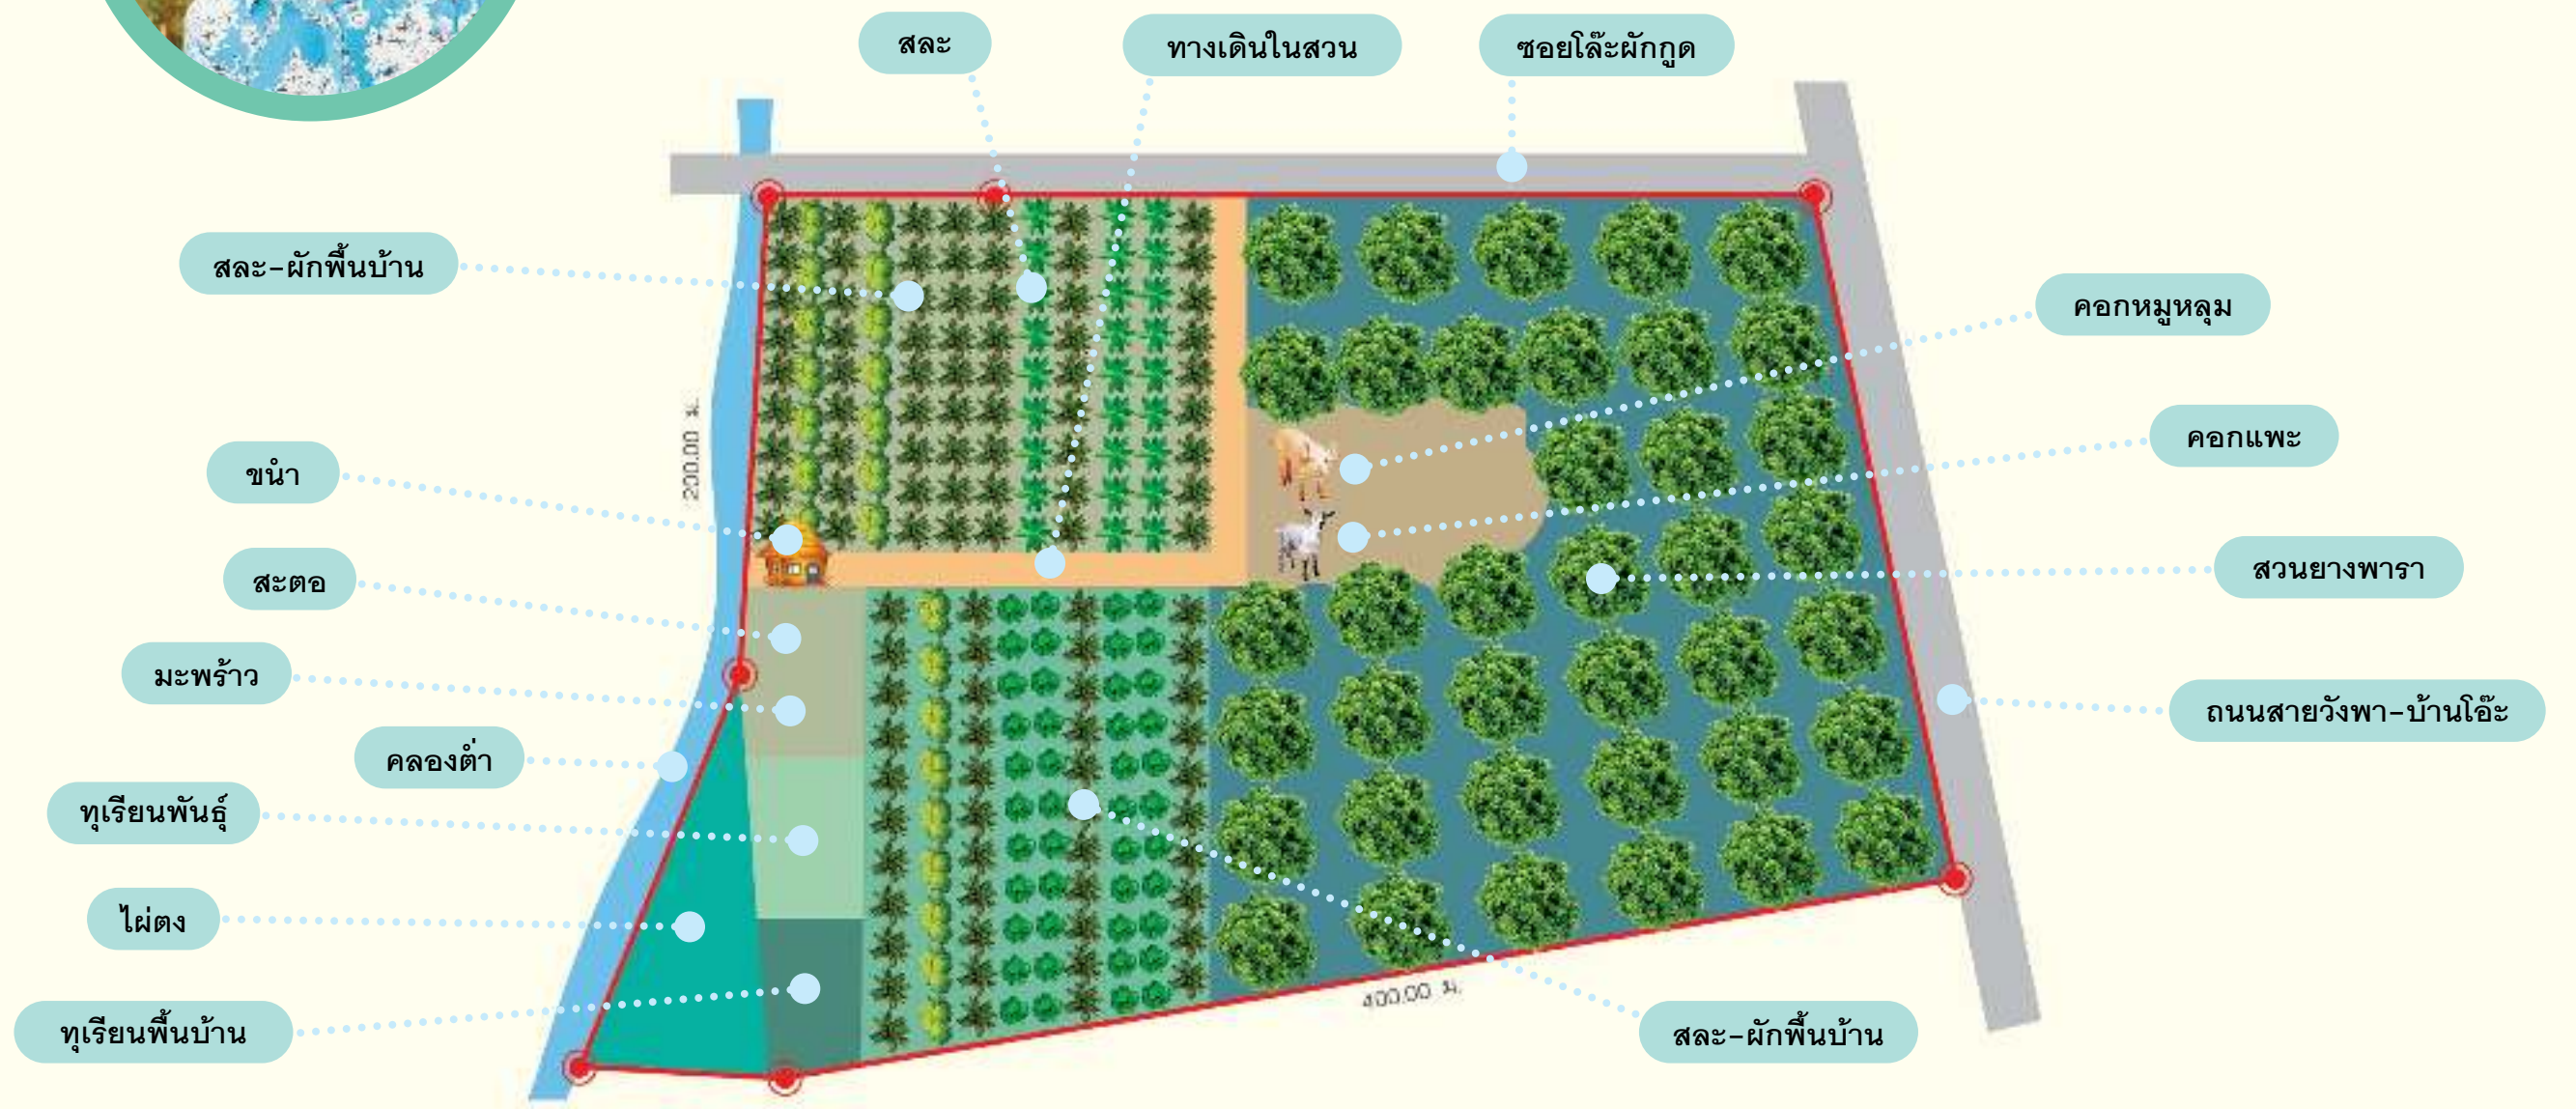 สละ
ทางเดินในสวน
ซอยโล๊ะผักกูด
สละ-ผักพื้นบ้าน
คอกหมูหลุม
200.00 ม.
คอกแพะ
ขนำ
สะตอ
สวนยางพารา
มะพร้าว
ถนนสายวังพา-บ้านโอ๊ะ
คลองต่ำ
ทุเรียนพันธุ์
ไผ่ตง
400.00 ม.
ทุเรียนพื้นบ้าน
สละ-ผักพื้นบ้าน